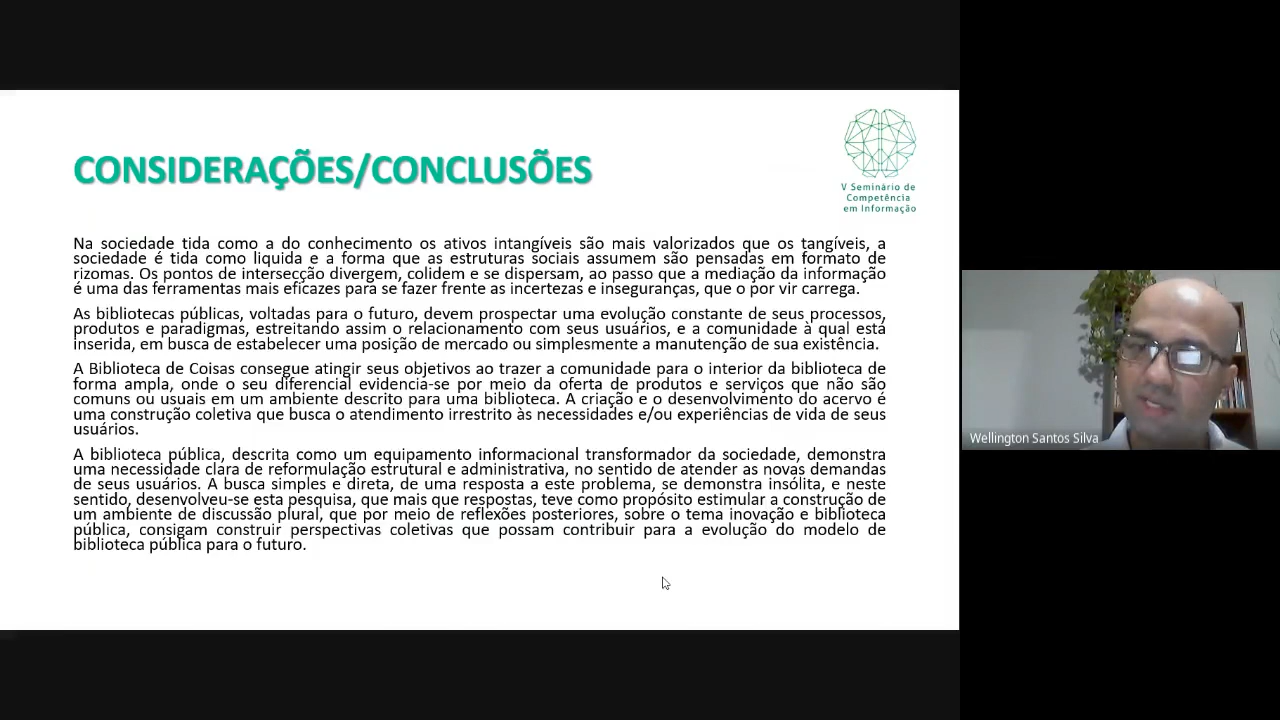 CONSIDERAÇÕES/CONCLUSÕES
V Seminário de
Competência
em Informação
Na sociedade tida como a do conhecimento os ativos intangíveis são mais valorizados que os tangíveis, a
sociedade é tida como liquida e a forma que as estruturas sociais assumem são pensadas em formato de
rizomas. Os pontos de intersecção divergem, colidem e se dispersam, ao passo que a mediação da informação
é uma das ferramentas mais eficazes para se fazer frente as incertezas e inseguranças, que o por vir carrega.
As bibliotecas públicas, voltadas para o futuro, devem prospectar uma evolução constante de seus processos,
produtos e paradigmas, estreitando assim o relacionamento com seus usuários, e a comunidade à qual está
inserida, em busca de estabelecer uma posição de mercado ou simplesmente a manutenção de sua existência.
A Biblioteca de Coisas consegue atingir seus objetivos ao trazer a comunidade para o interior da biblioteca de
forma ampla, onde o seu diferencial evidencia-se por meio da oferta de produtos e serviços que não são
comuns ou usuais em um ambiente descrito para uma biblioteca. A criação e o desenvolvimento do acervo é
uma construção coletiva que busca o atendimento irrestrito às necessidades e/ou experiências de vida de seus
usuários.
A biblioteca pública, descrita como um equipamento informacional transformador da sociedade, demonstra
uma necessidade clara de reformulação estrutural e administrativa, no sentido de atender as novas demandas
de seus usuários. A busca simples e direta, de uma resposta a este problema, se demonstra insólita, e neste
sentido, desenvolveu-se esta pesquisa, que mais que respostas, teve como propósito estimular a construção de
um ambiente de discussão plural, que por meio de reflexões posteriores, sobre o tema inovação e biblioteca
pública, consigam construir perspectivas coletivas que possam contribuir para a evolução do modelo de
biblioteca pública para o futuro.
Wellington Santos Silva